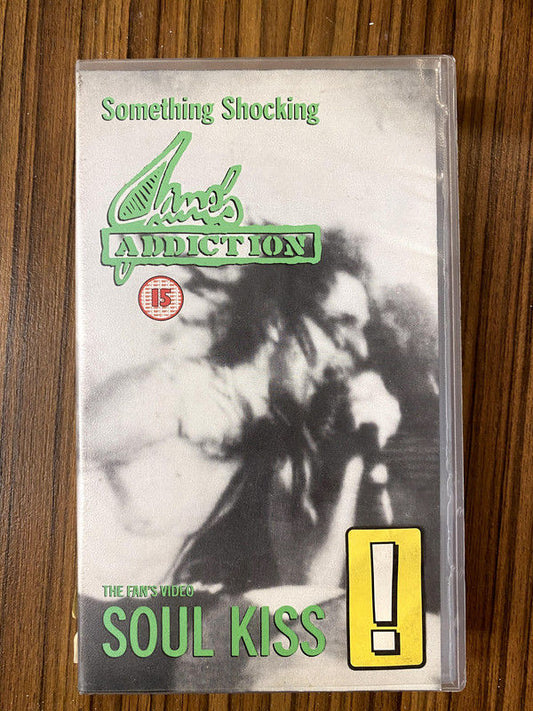 Something Shocking
Jane's
ADDICTION
15
THE FAN'S VIDEO
SOUL KISS
!